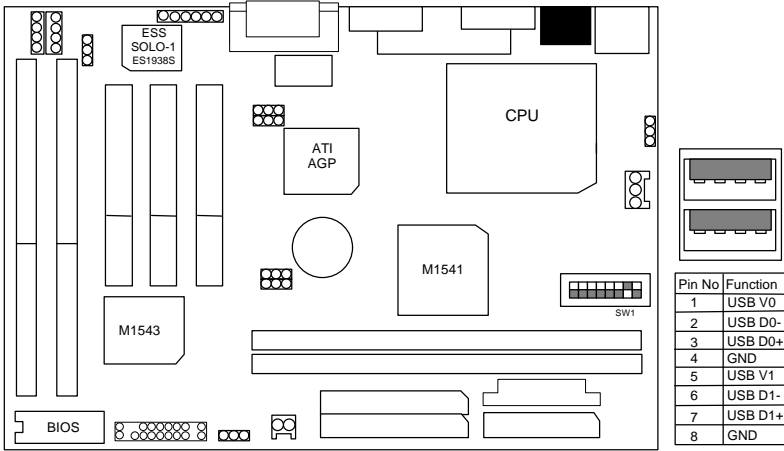 ESS
SOLO-1
ES1938S
CPU
ATI
AGP
M1541
SW1
M1543
BIOS
Pin No Function
1 USB V0
2 USB D0-
3 USB D0+
4 GND
5 USB V1
6 USB D1-
7 USB D1+
8 GND